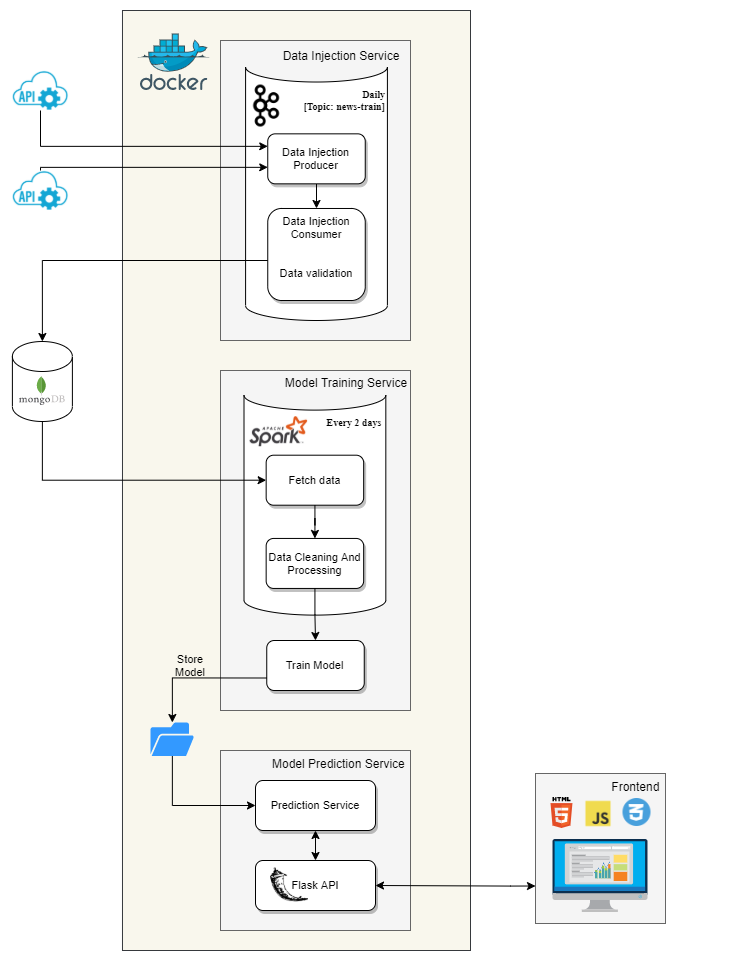 docker
Data Injection Service
Daily
[Topic: news-train]
API
Data Injection
Producer
API
Data Injection
Consumer
Data validation
mongoDB
Model Training Service
APACHE
Spark
Every 2 days
Fetch data
Data Cleaning And
Processing
Train Model
Store
Model
Model Prediction Service
Prediction Service
Flask API
Frontend
HTML
5
JS
3